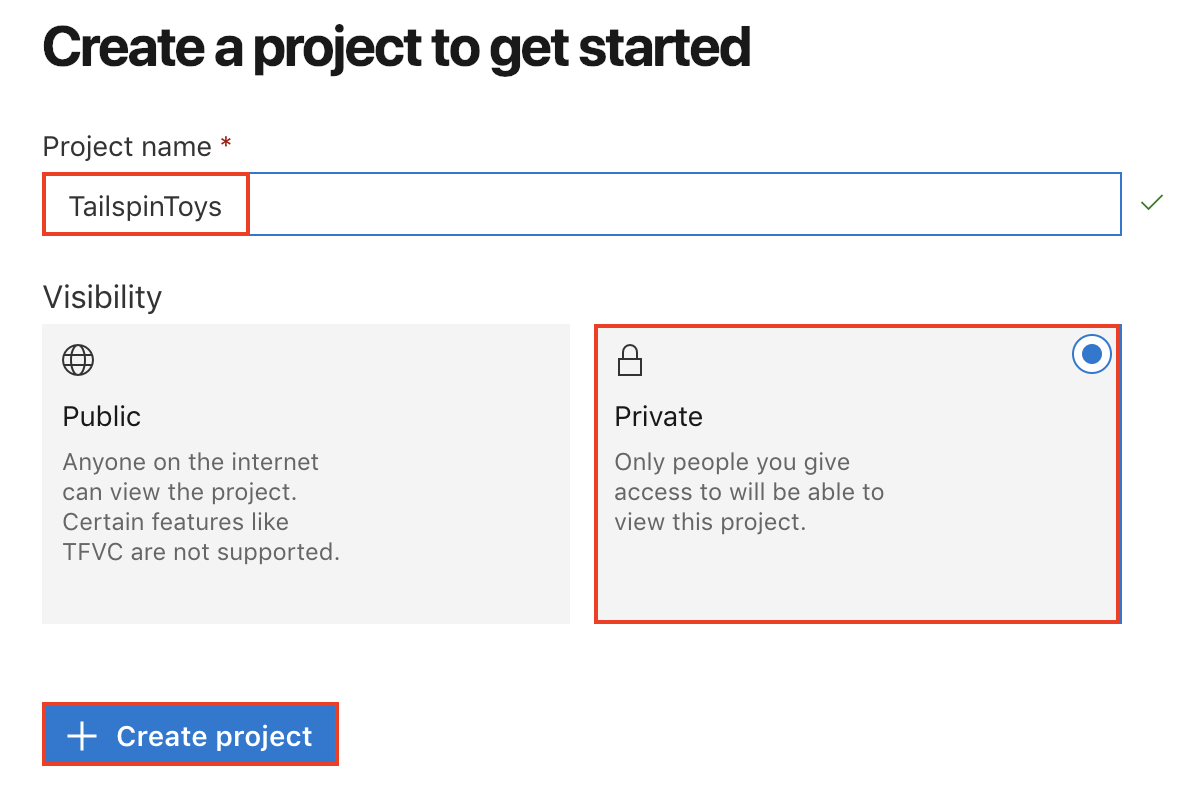 Create a project to get started
Project name *
TailspinToys
Visibility
Public
Anyone on the internet
can view the project.
Certain features like
TFVC are not supported.
Private
Only people you give
access to will be able to
view this project.
Create project